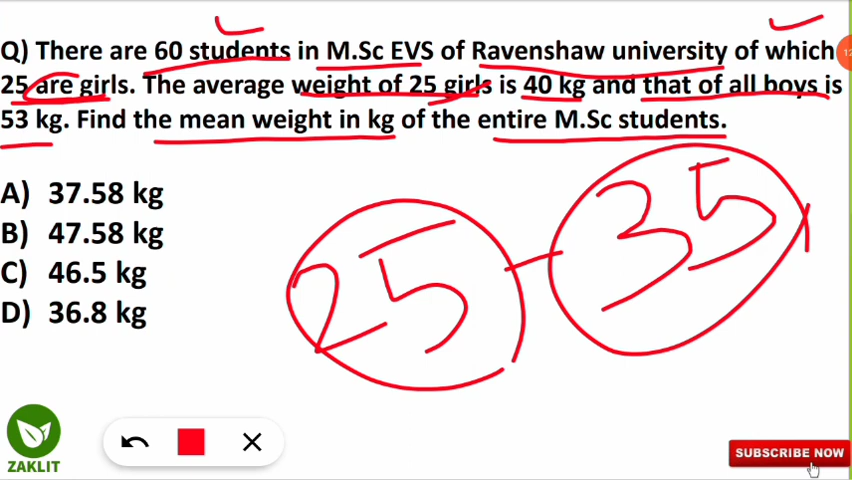 Q) There are 60 students in M.Sc EVS of Ravenshaw university of which
25 are girls. The average weight of 25 girls is 40 kg and that of all boys is
53 kg. Find the mean weight in kg of the entire M.Sc students.
A) 37.58 kg
B) 47.58 kg
C) 46.5 kg
D) 36.8 kg
25 - 35
ZAKLIT
SUBSCRIBE NOW
12